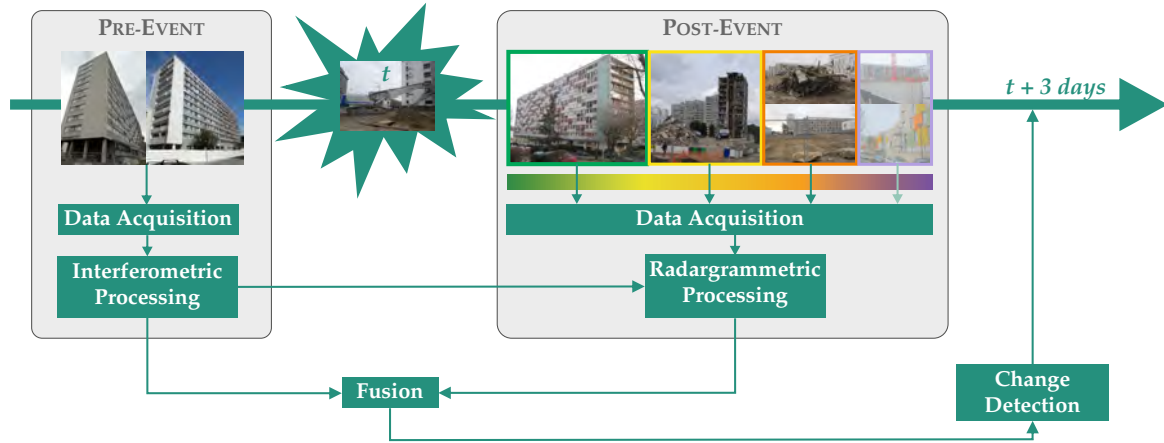 PRE-EVENT
POST-EVENT
t
t + 3 days
Data Acquisition
Data Acquisition
Interferometric
Processing
Radargrammetric
Processing
Fusion
Change
Detection